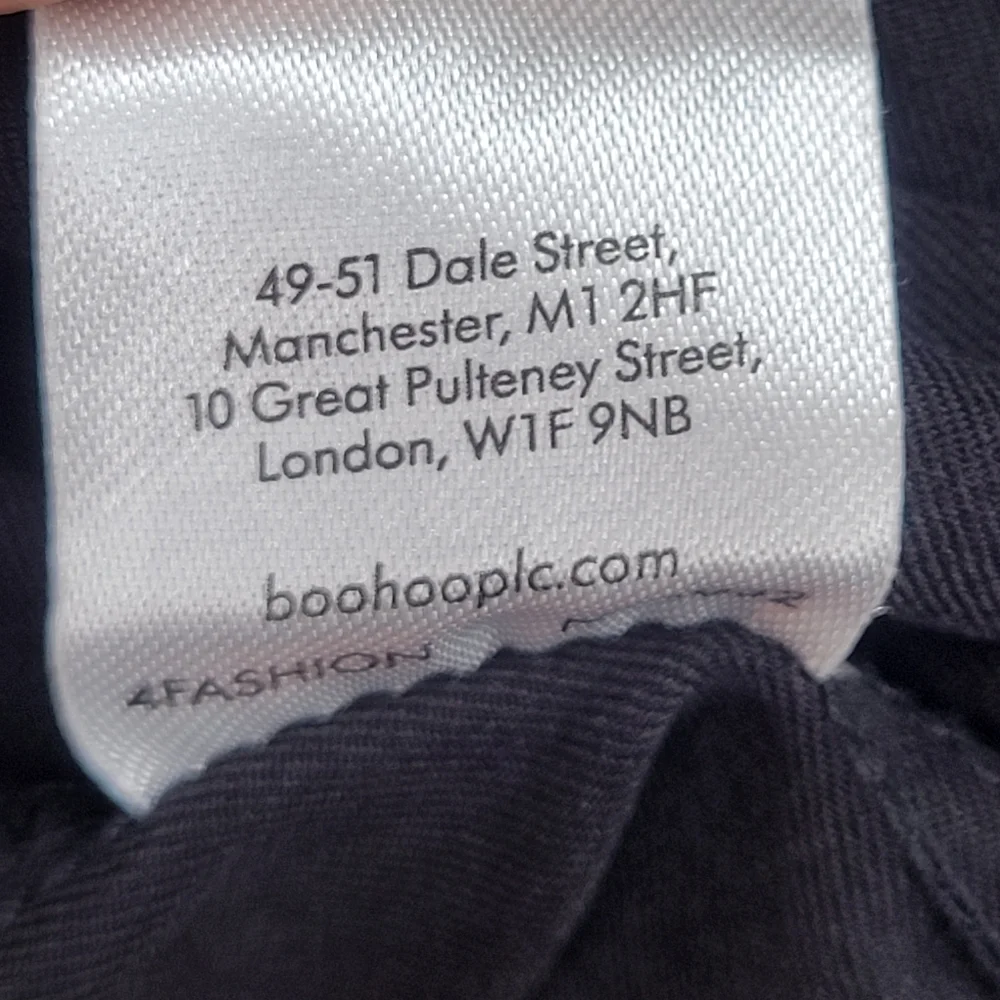 49-51 Dale Street,
Manchester, M1 2HF
10 Great Pulteney Street,
London, W1F 9NB
boohooplc.com
4FASHION